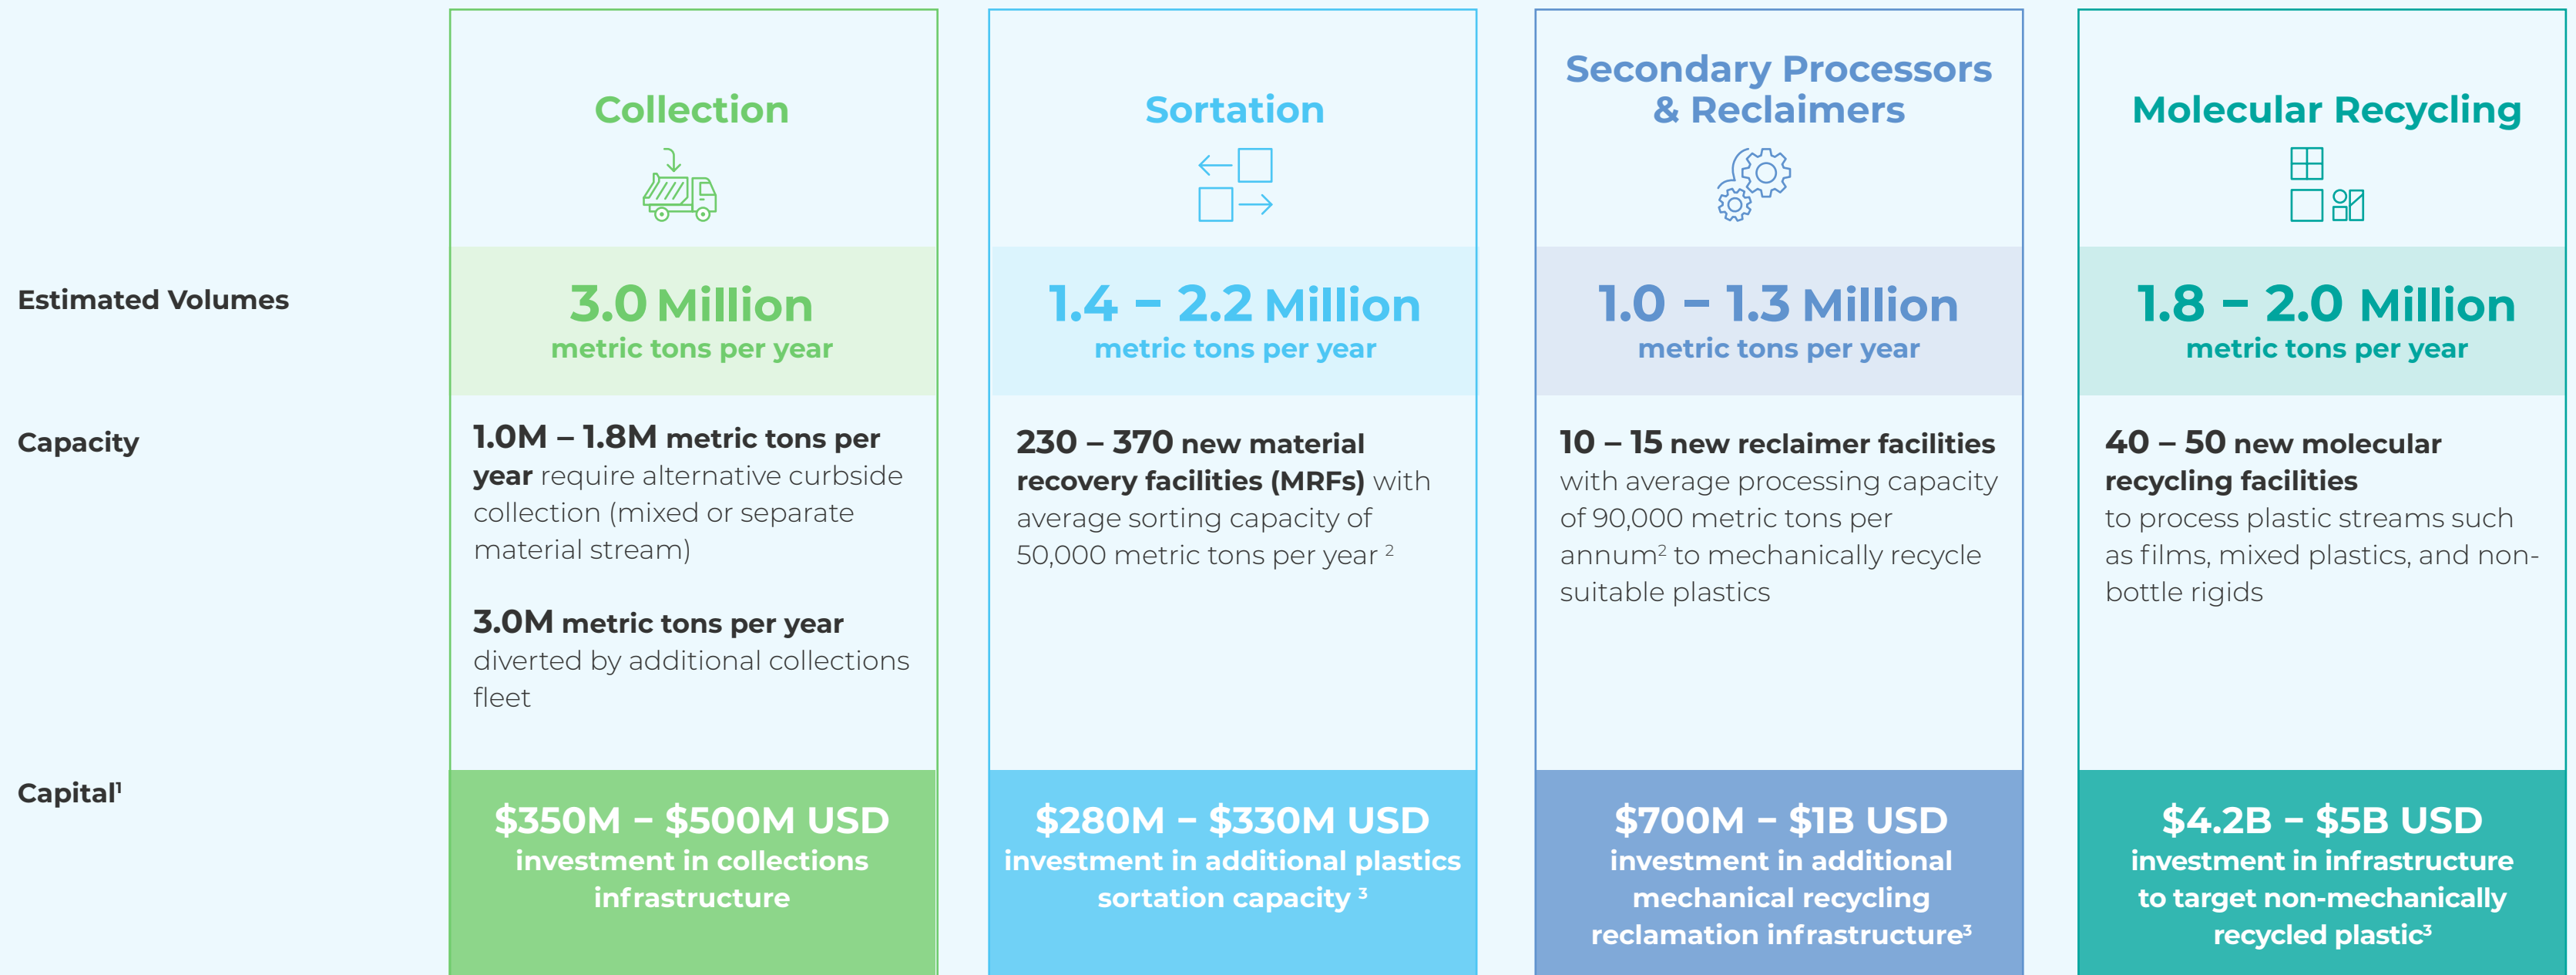 Collection
Sortation
Secondary Processors
& Reclaimers
Molecular Recycling
Estimated Volumes
3.0 Million
metric tons per year
1.4 – 2.2 Million
metric tons per year
1.0 – 1.3 Million
metric tons per year
1.8 – 2.0 Million
metric tons per year
Capacity
1.0M – 1.8M metric tons per
year require alternative curbside
collection (mixed or separate
material stream)
3.0M metric tons per year
diverted by additional collections
fleet
230 – 370 new material
recovery facilities (MRFs) with
average sorting capacity of
50,000 metric tons per year ²
10 – 15 new reclaimer facilities
with average processing capacity
of 90,000 metric tons per
annum² to mechanically recycle
suitable plastics
40 – 50 new molecular
recycling facilities
to process plastic streams such
as films, mixed plastics, and non-
bottle rigids
Capital¹
$350M – $500M USD
investment in collections
infrastructure
$280M – $330M USD
investment in additional plastics
sortation capacity ³
$700M – $1B USD
investment in additional
mechanical recycling
reclamation infrastructure³
$4.2B – $5B USD
investment in infrastructure
to target non-mechanically
recycled plastic³